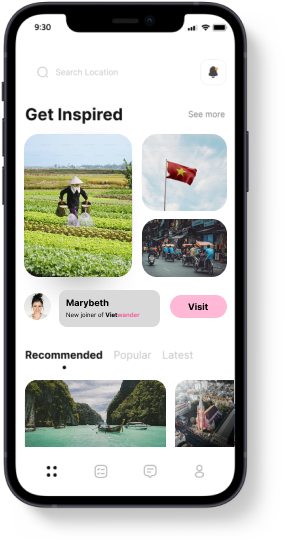 9:30
Search Location
Get Inspired
See more
Marybeth
New joiner of Vietwander
Visit
Recommended Popular Latest